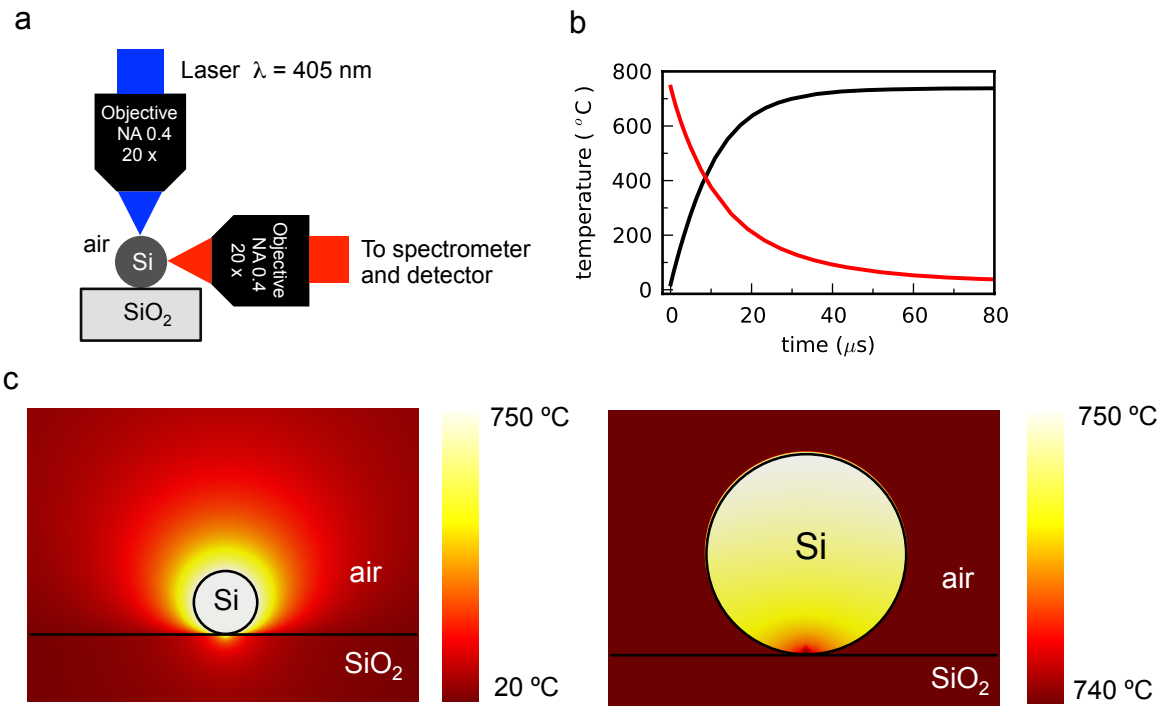 a
Laser λ = 405 nm
Objective
NA 0.4
20 x
air
Si
SiO₂
Objective
NA 0.4
20 x
To spectrometer
and detector
b
800
600
400
200
0
temperature ( °C )
0
20
40
60
80
time (μs)
c
750 ºC
20 ºC
Si
air
SiO₂
750 ºC
740 ºC
Si
air
SiO₂